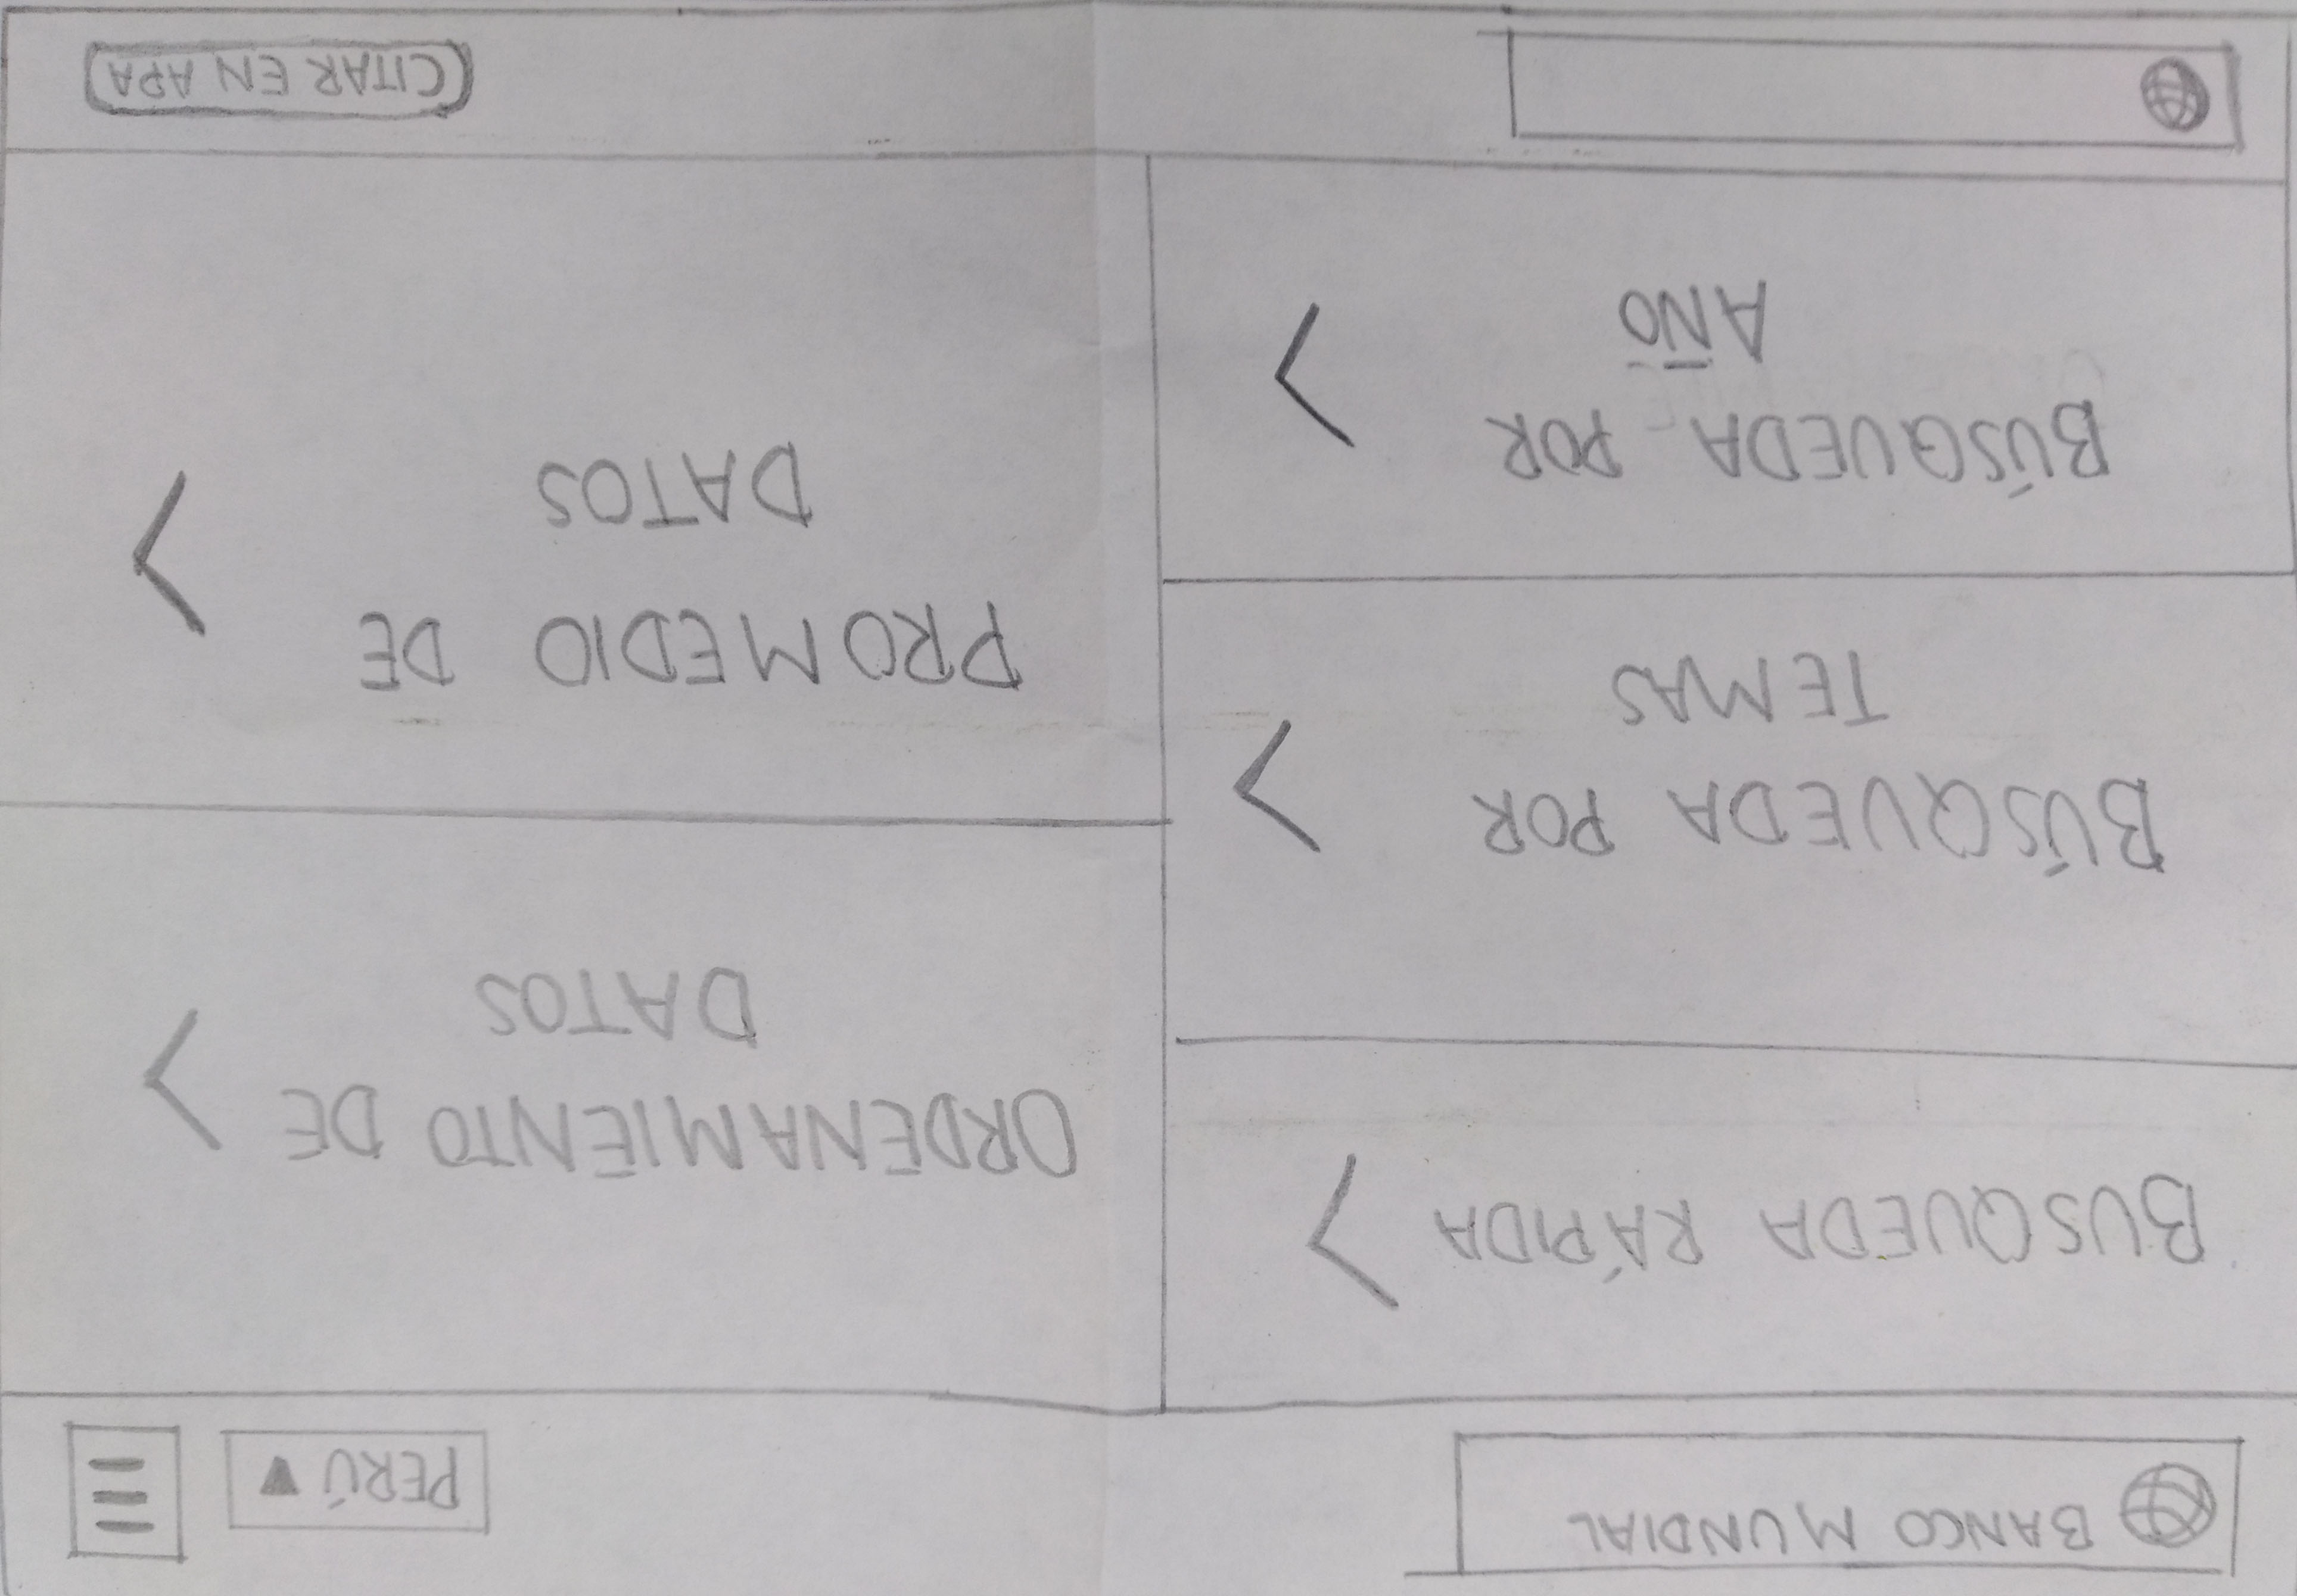 BANCO MUNDIAL
PERÚ ▼
BUSQUEDA RÁPIDA
BÚSQUEDA POR
TEMAS
BÚSQUEDA POR
AÑO
ORDENAMIENTO DE
DATOS
PROMEDIO DE
DATOS
CITAR EN APA